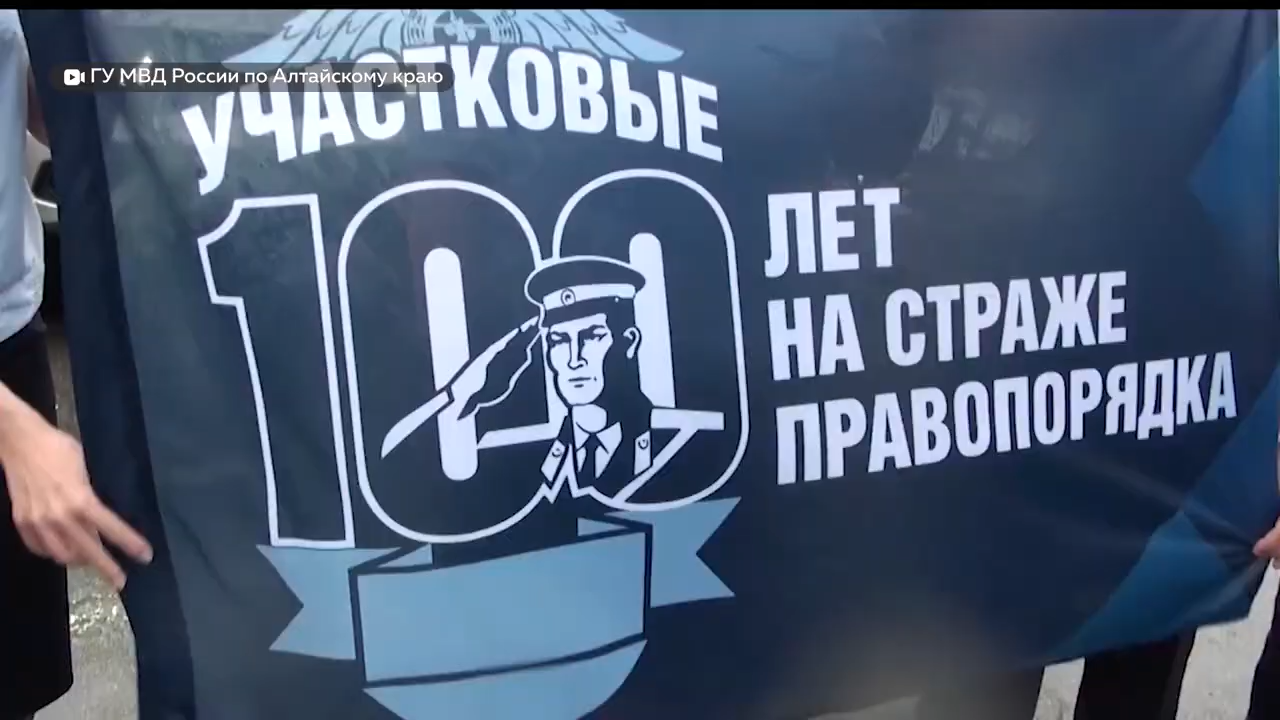 ГУ МВД России по Алтайскому краю
УЧАСТКОВЫЕ
100
ЛЕТ
НА СТРАЖЕ
ПРАВОПОРЯДКА